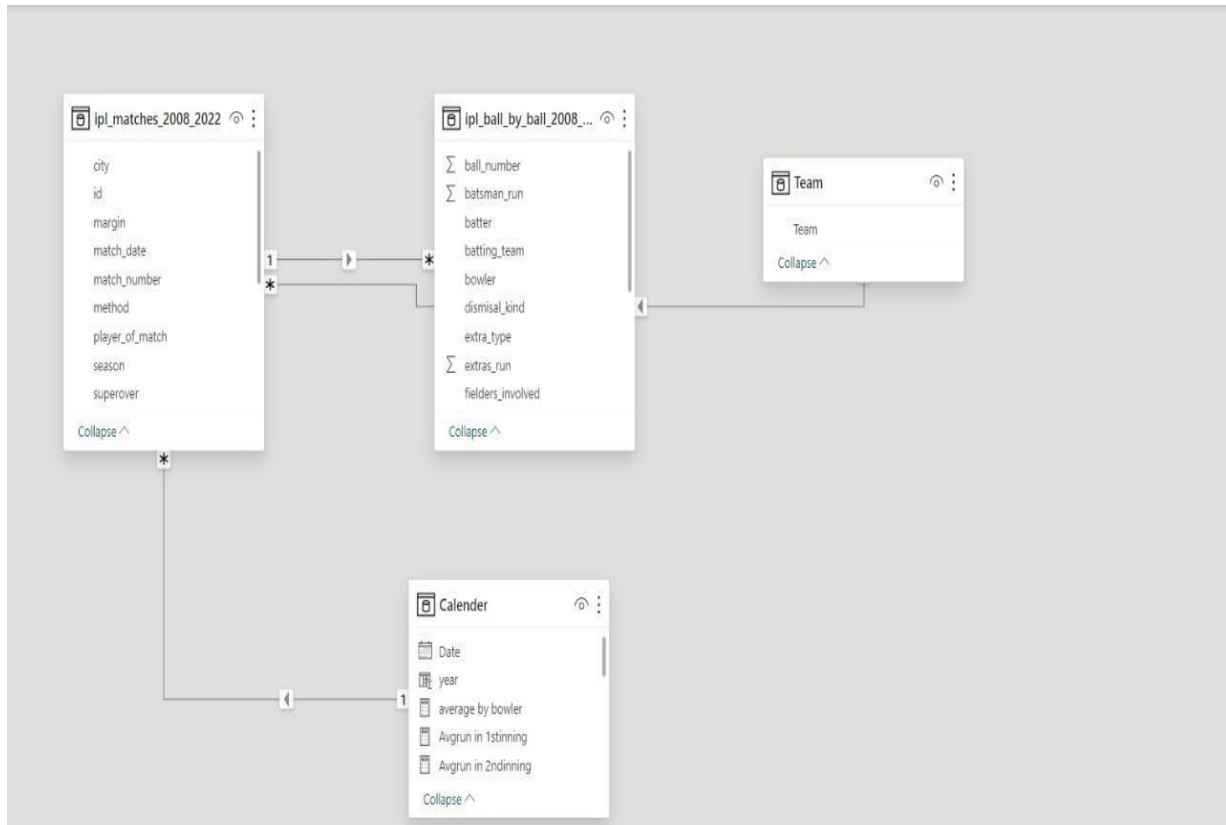 ipl_matches_2008_2022
city
id
margin
match_date
match_number
method
player_of_match
season
superover
Collapse
1
*
*
*
ipl_ball_by_ball_2008_...
Σ ball_number
Σ batsman_run
batter
batting_team
bowler
dismisal_kind
extra_type
Σ extras_run
fielders_involved
Collapse
Team
Team
Collapse
*
1
Calender
Date
year
average by bowler
Avgrun in 1stinning
Avgrun in 2ndinning
Collapse